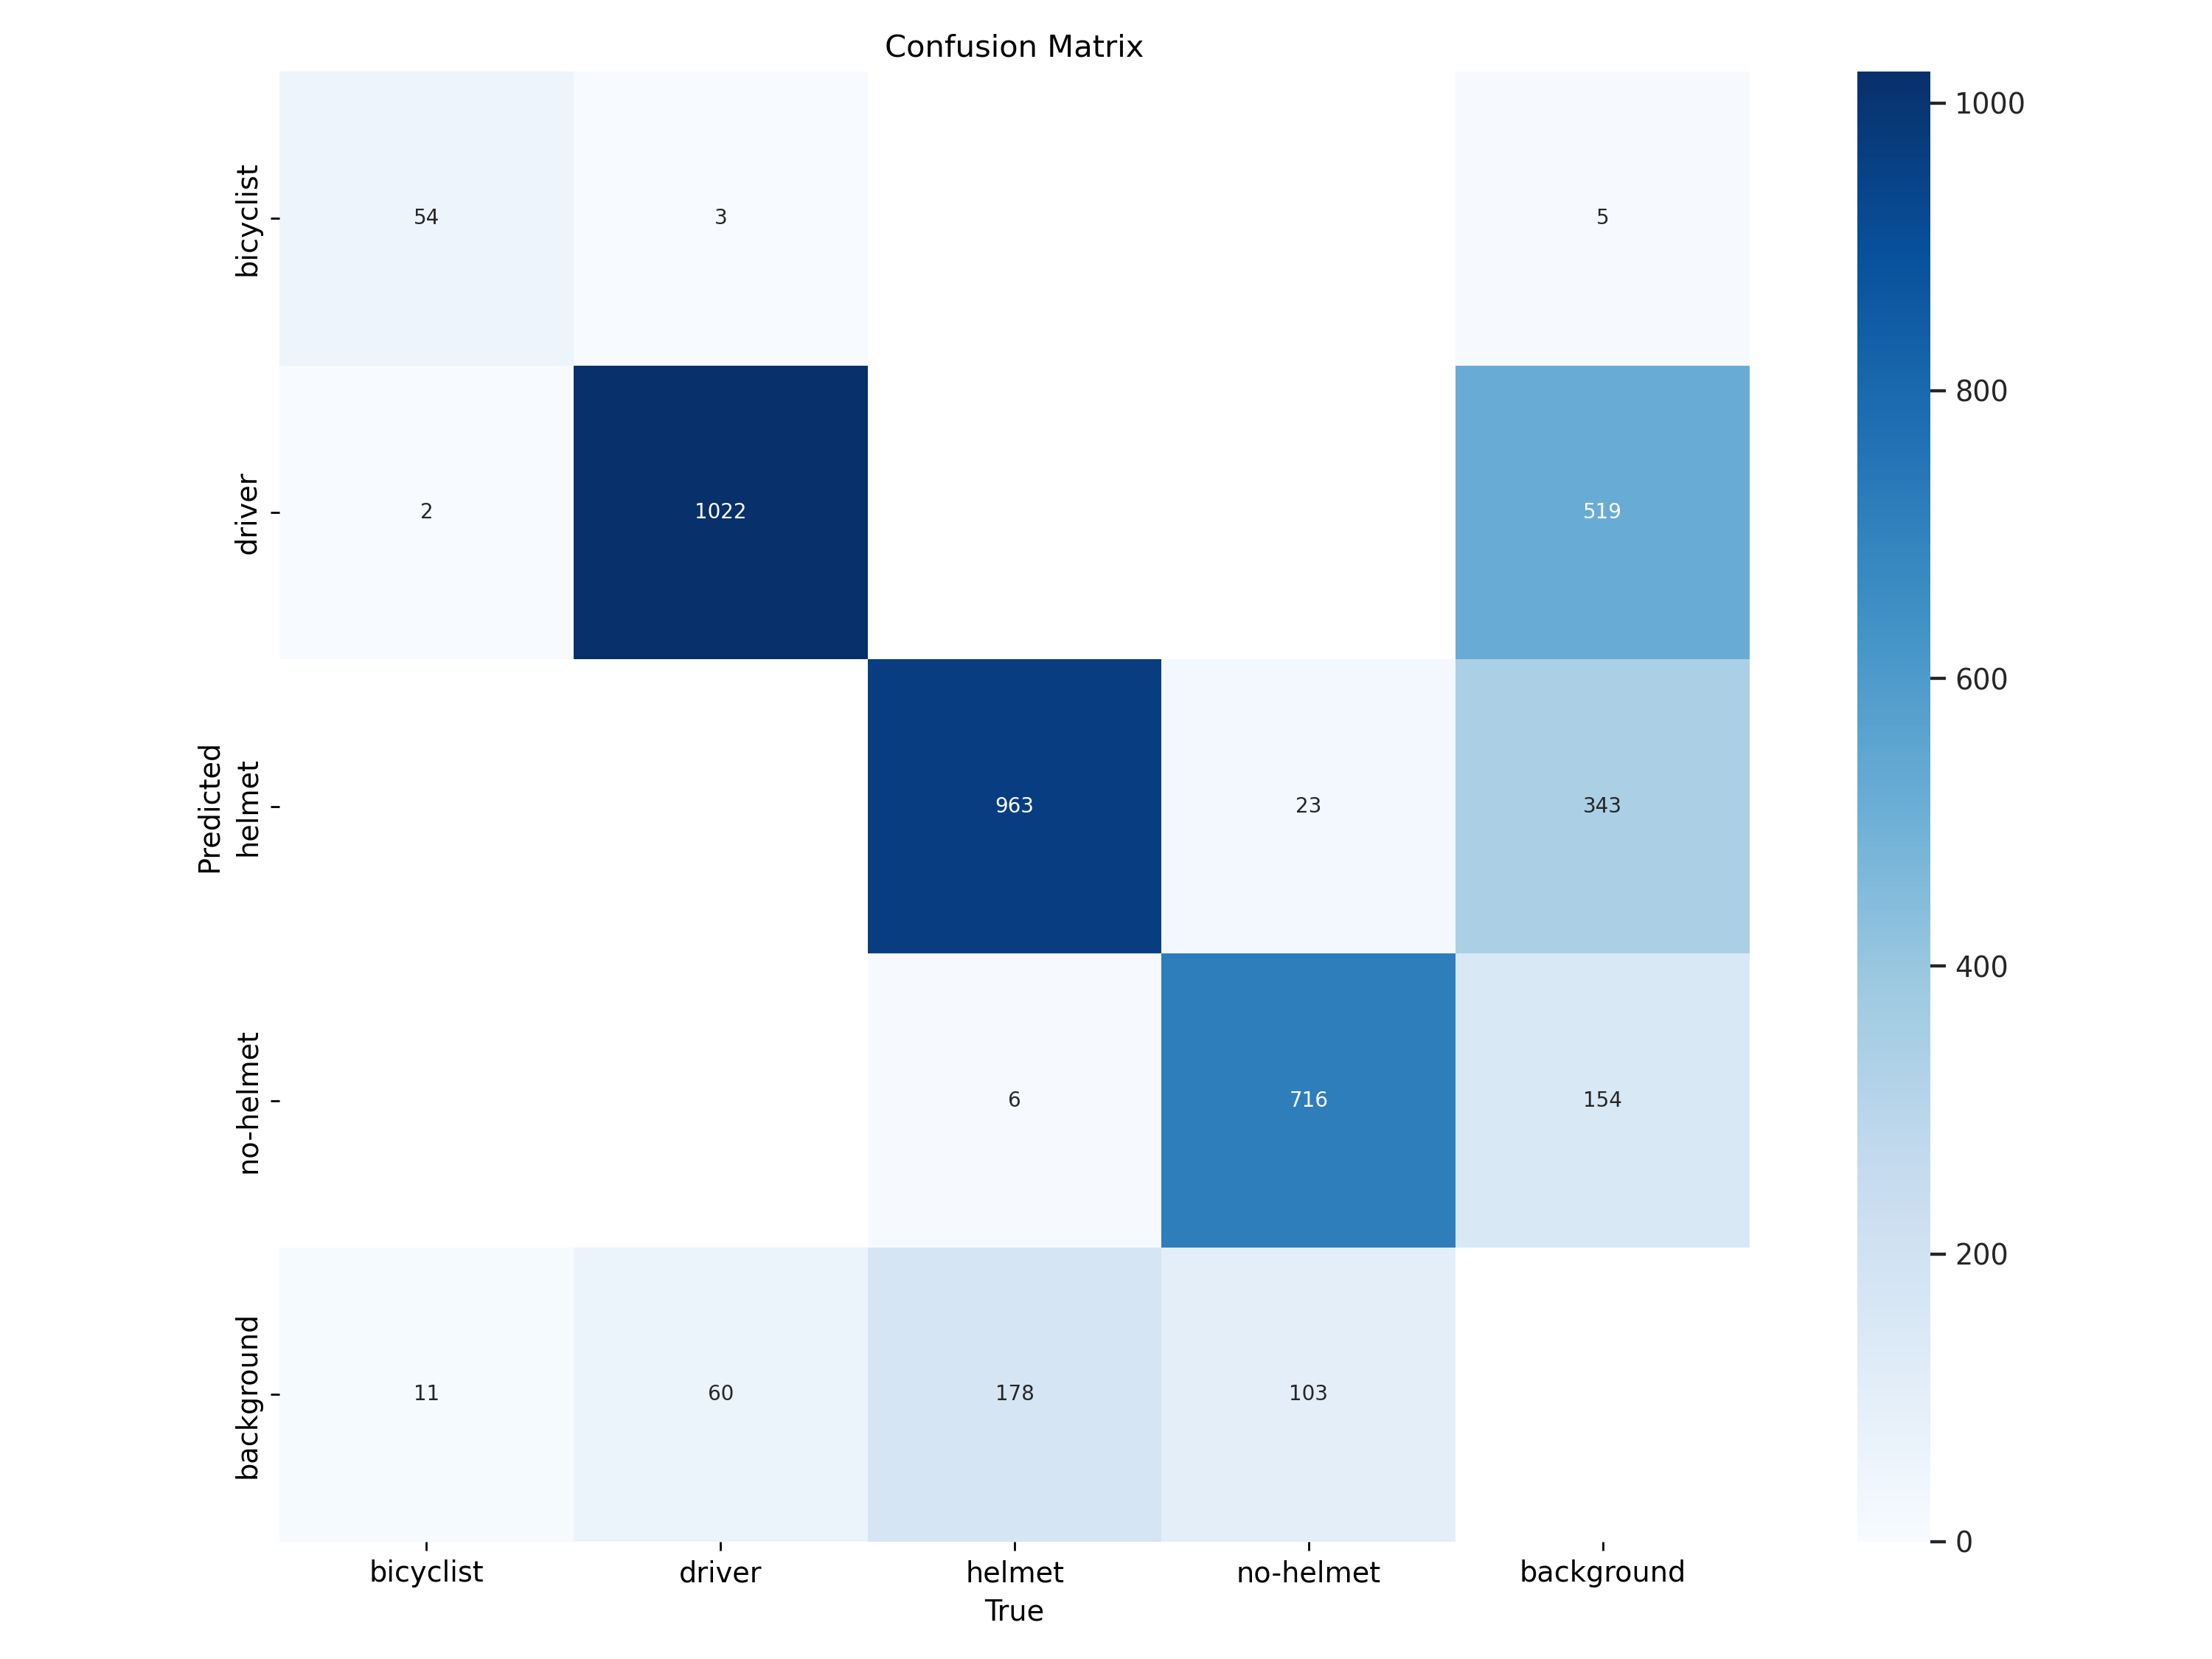 Confusion Matrix
bicyclist
54
3
5
driver
2
1022
519
Predicted
helmet
963
23
343
no-helmet
6
716
154
background
11
60
178
103
bicyclist
driver
helmet
no-helmet
background
True
1000
800
600
400
200
0